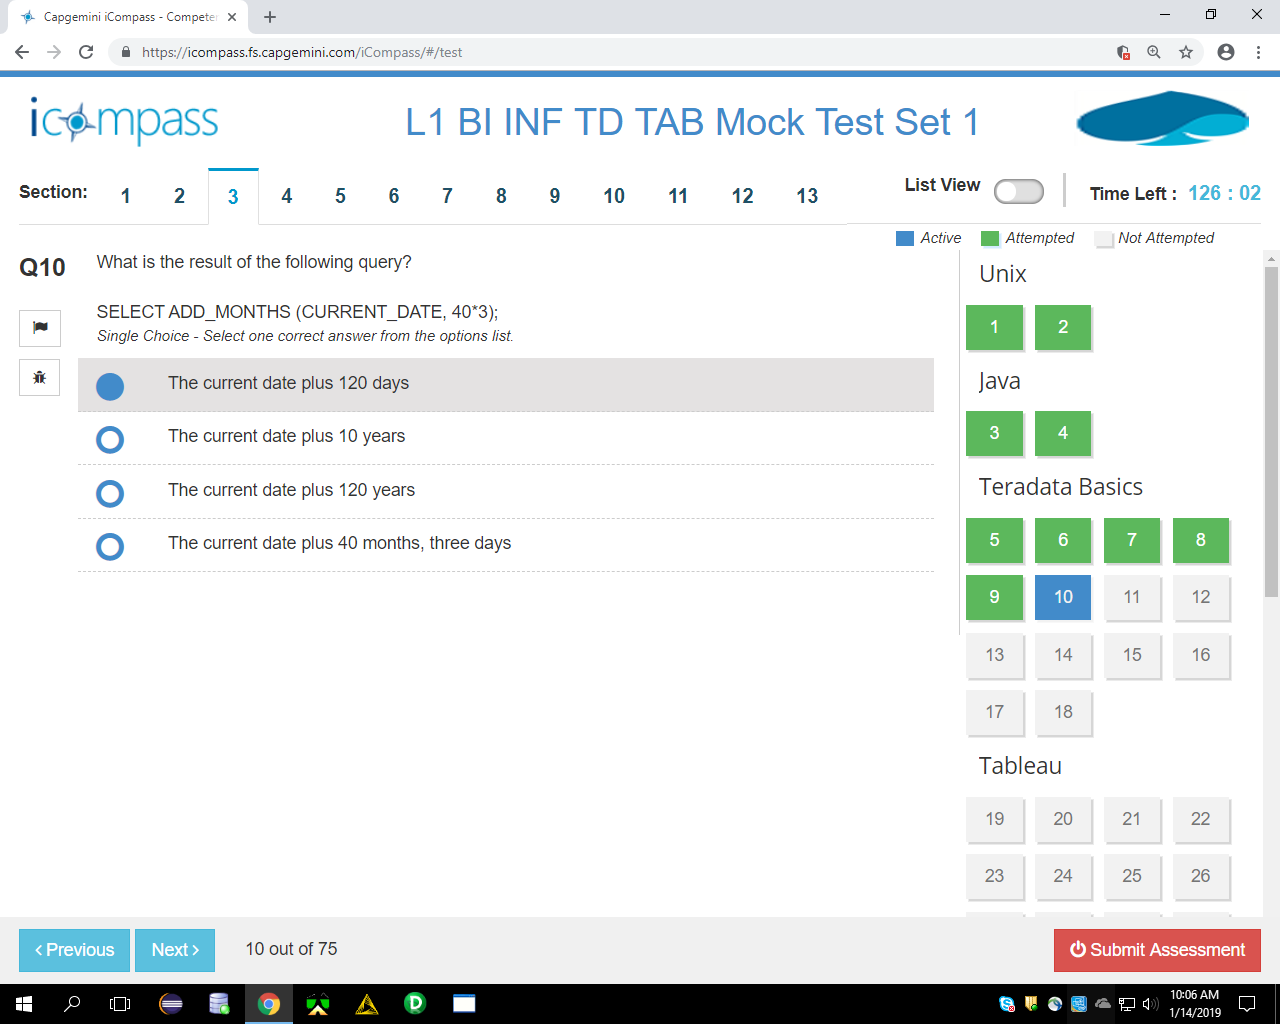 Capgemini iCompass - Competer
https://icompass.fs.capgemini.com/iCompass/#/test
icompass
L1 BI INF TD TAB Mock Test Set 1
Section: 1 2 3 4 5 6 7 8 9 10 11 12 13
List View
Time Left : 126 : 02
Active Attempted Not Attempted
Q10
What is the result of the following query?
SELECT ADD_MONTHS (CURRENT_DATE, 40*3);
Single Choice - Select one correct answer from the options list.
The current date plus 120 days
The current date plus 10 years
The current date plus 120 years
The current date plus 40 months, three days
Unix
1 2
Java
3 4
Teradata Basics
5 6 7 8
9 10 11 12
13 14 15 16
17 18
Tableau
19 20 21 22
23 24 25 26
Previous
Next
10 out of 75
Submit Assessment
10:06 AM
1/14/2019